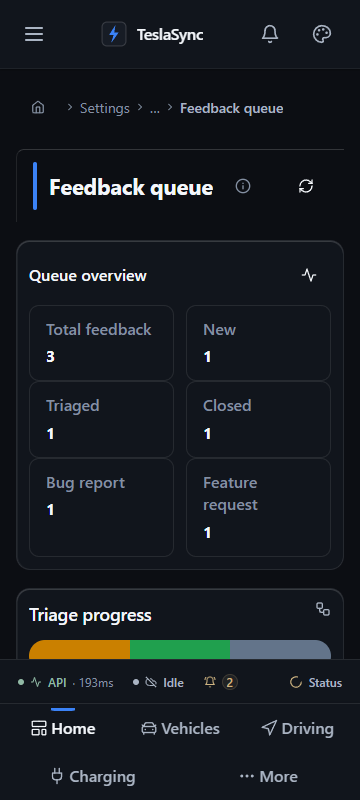 TeslaSync
Settings > ... > Feedback queue
Feedback queue
Queue overview
Total feedback
3
New
1
Triaged
1
Closed
1
Bug report
1
Feature
request
1
Triage progress
API · 193ms
Idle
2
Status
Home
Vehicles
Driving
Charging
More